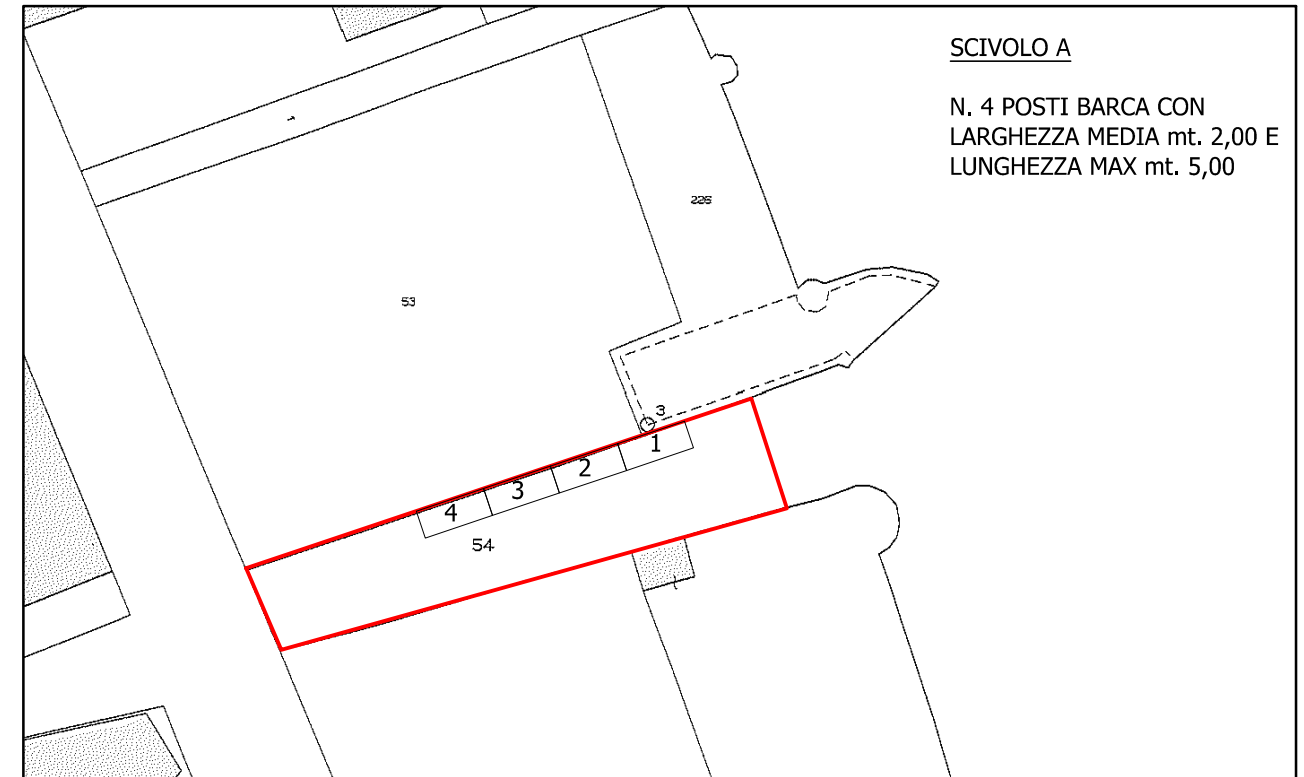 SCIVOLO A
N. 4 POSTI BARCA CON
LARGHEZZA MEDIA mt. 2,00 E
LUNGHEZZA MAX mt. 5,00
226
53
3
1
2
3
4
54